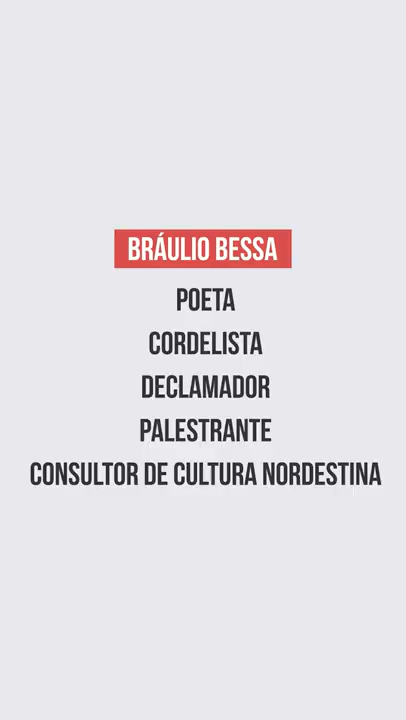 BRÁULIO BESSA
POETA
CORDELISTA
DECLAMADOR
PALESTRANTE
CONSULTOR DE CULTURA NORDESTINA